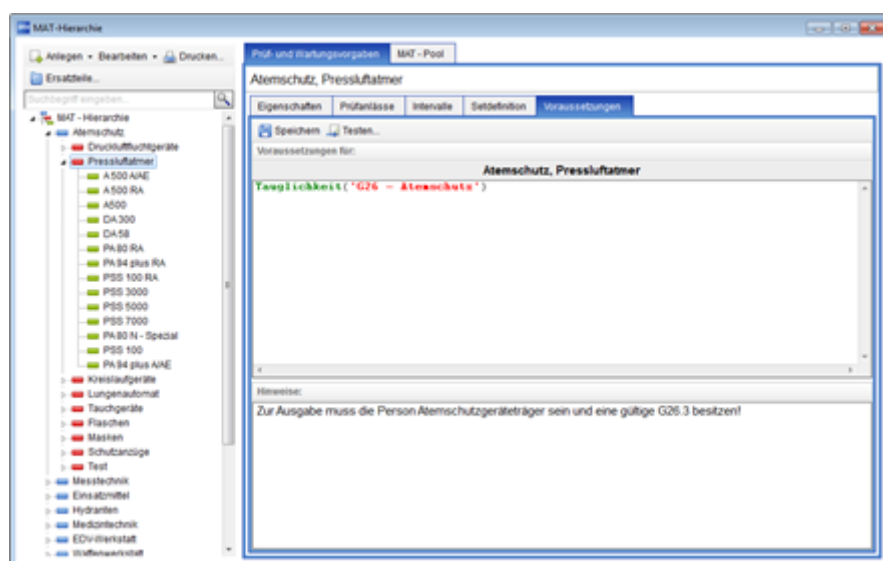 MAT-Hierarchie
Anlegen Bearbeiten Drucken...
Ersatzteile...
Suchbegriff eingeben...
MAT - Hierarchie
Atemschutz
Druckluftfluchtgeräte
Pressluftatmer
A 500 A/AE
A 500 RA
A500
DA 300
DA 58
PA 80 RA
PA 94 plus RA
PSS 100 RA
PSS 3000
PSS 5000
PSS 7000
PA 80 N - Special
PSS 100
PA 94 plus A/AE
Kreislaufgeräte
Lungenautomat
Tauchgeräte
Flaschen
Masken
Schutzanzüge
Test
Messtechnik
Einsatzmittel
Hydranten
Medizintechnik
EDV-Werkstatt
Waffenwerkstatt
Prüf- und Wartungsvorgaben MAT - Pool
Atemschutz, Pressluftatmer
Eigenschaften Prüfanlässe Intervalle Setdefinition Voraussetzungen
Speichern Testen...
Voraussetzungen für:
Atemschutz, Pressluftatmer
Tauglichkeit('G26 - Atemschutz')
Hinweise:
Zur Ausgabe muss die Person Atemschutzgeräteträger sein und eine gültige G26.3 besitzen!